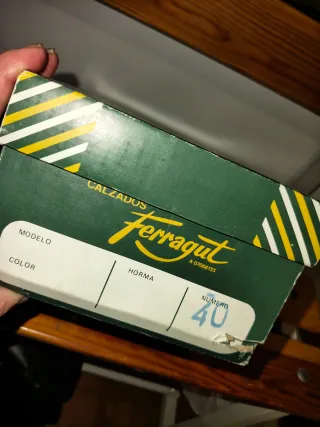 CALZADOS
Ferragut
MODELO
COLOR
HORMA
NUMERO
40